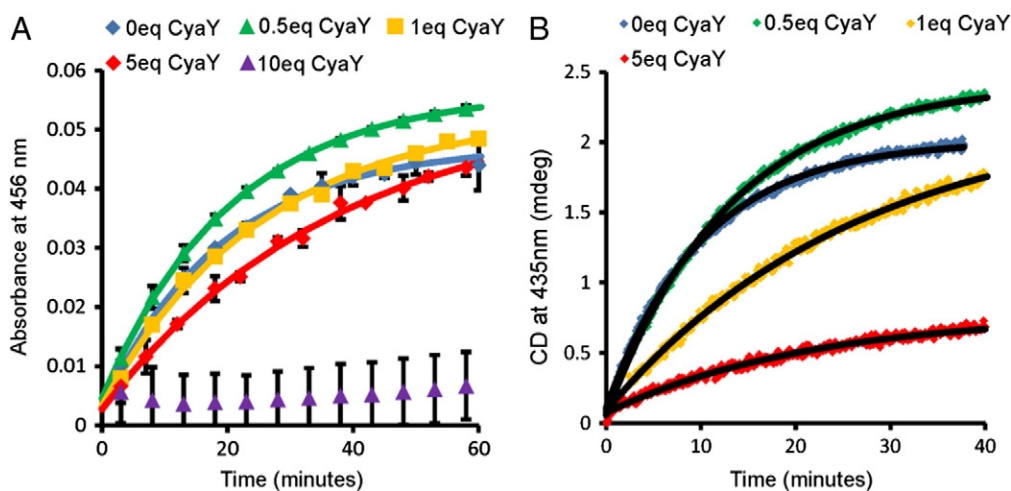 A
0eq CyaY 0.5eq CyaY 1eq CyaY
5eq CyaY 10eq CyaY
Absorbance at 456 nm
0.06
0.05
0.04
0.03
0.02
0.01
0
0 20 40 60
Time (minutes)
B
0eq CyaY 0.5eq CyaY 1eq CyaY
5eq CyaY
CD at 435nm (mdeg)
2.5
2
1.5
1
0.5
0
0 10 20 30 40
Time (minutes)